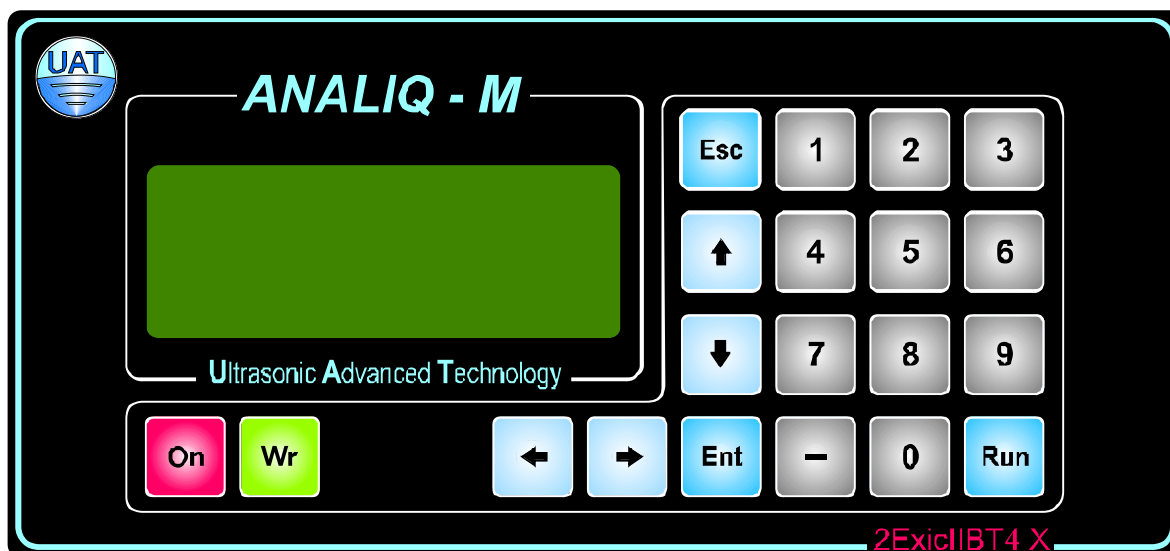 UAT
ANALIQ - M
Ultrasonic Advanced Technology
Esc 1 2 3
4 5 6
7 8 9
On Wr Ent – 0 Run
2ExicIIBT4 X